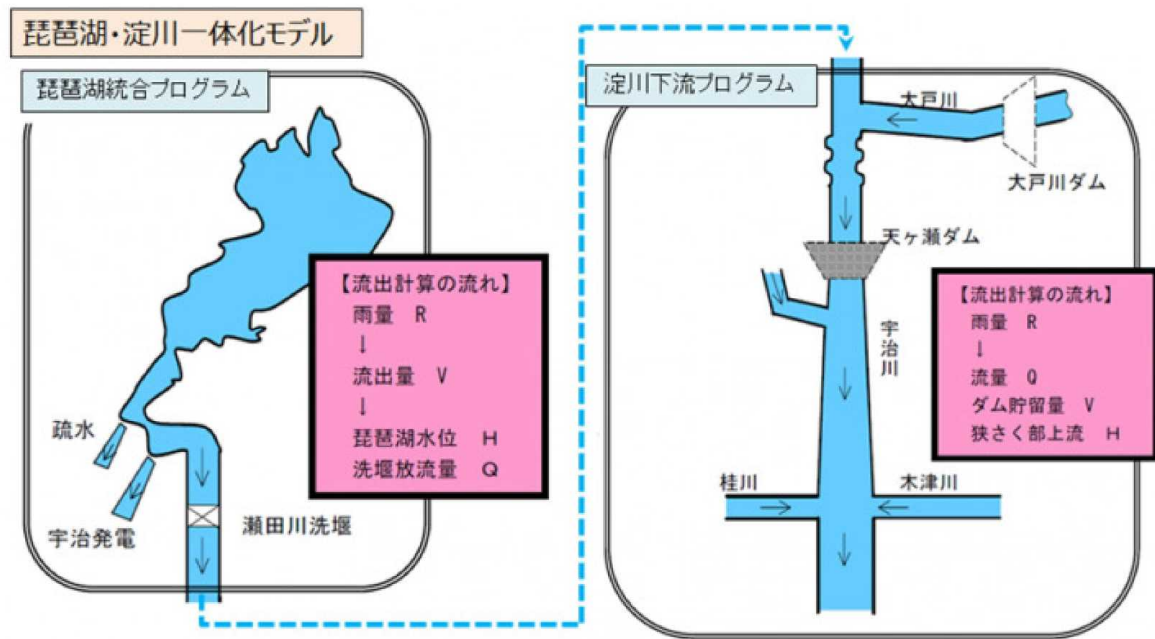 琵琶湖・淀川一体化モデル
琵琶湖統合プログラム
【流出計算の流れ】
雨量 R
↓
流出量 V
↓
琵琶湖水位 H
洗堰放流量 Q
疏水
宇治発電
瀬田川洗堰
淀川下流プログラム
大戸川
大戸川ダム
天ヶ瀬ダム
宇治川
【流出計算の流れ】
雨量 R
↓
流量 Q
ダム貯留量 V
狭さく部上流 H
桂川
木津川